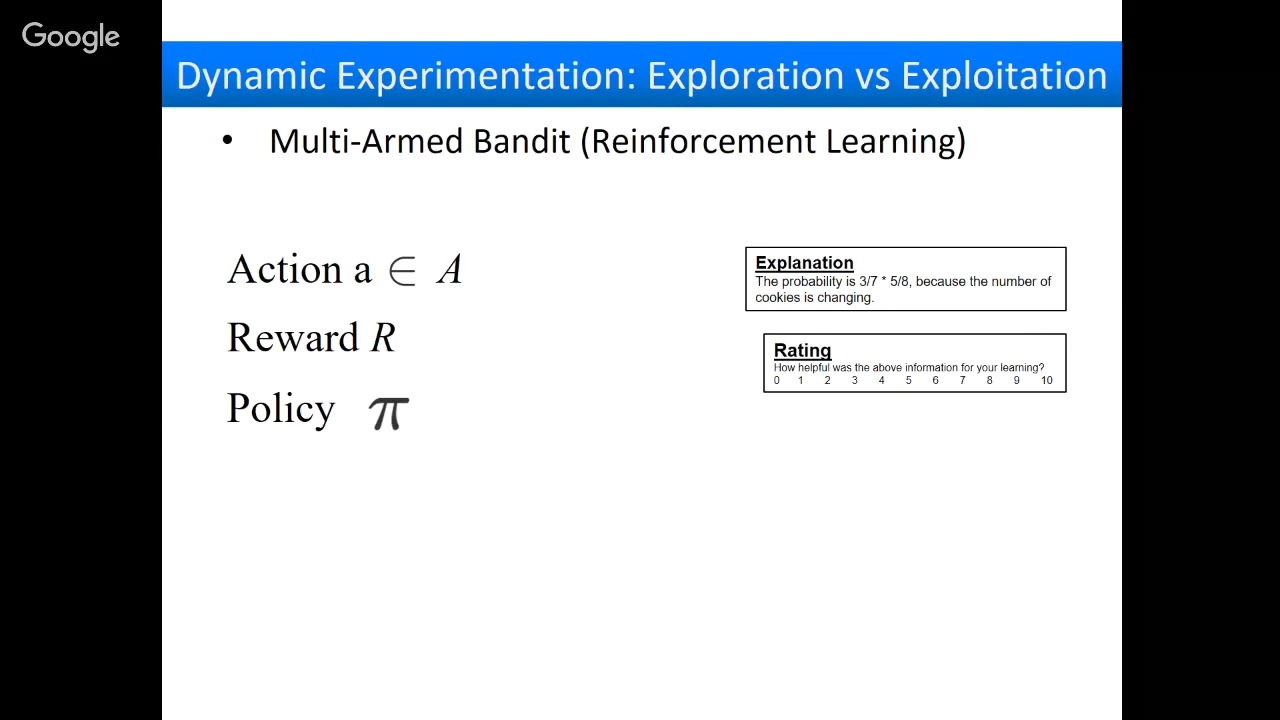 Google
Dynamic Experimentation: Exploration vs Exploitation
• Multi-Armed Bandit (Reinforcement Learning)
Action a ∈ A
Reward R
Policy π
Explanation
The probability is 3/7 * 5/8, because the number of
cookies is changing.
Rating
How helpful was the above information for your learning?
0 1 2 3 4 5 6 7 8 9 10